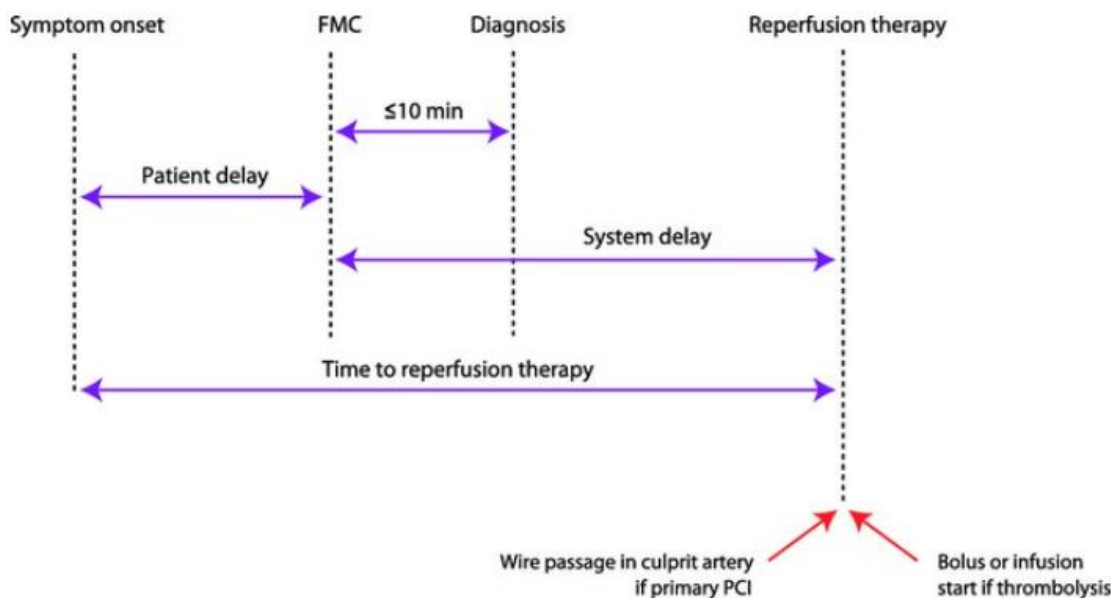 Symptom onset
FMC
Diagnosis
Reperfusion therapy
≤10 min
Patient delay
System delay
Time to reperfusion therapy
Wire passage in culprit artery
if primary PCI
Bolus or infusion
start if thrombolysis